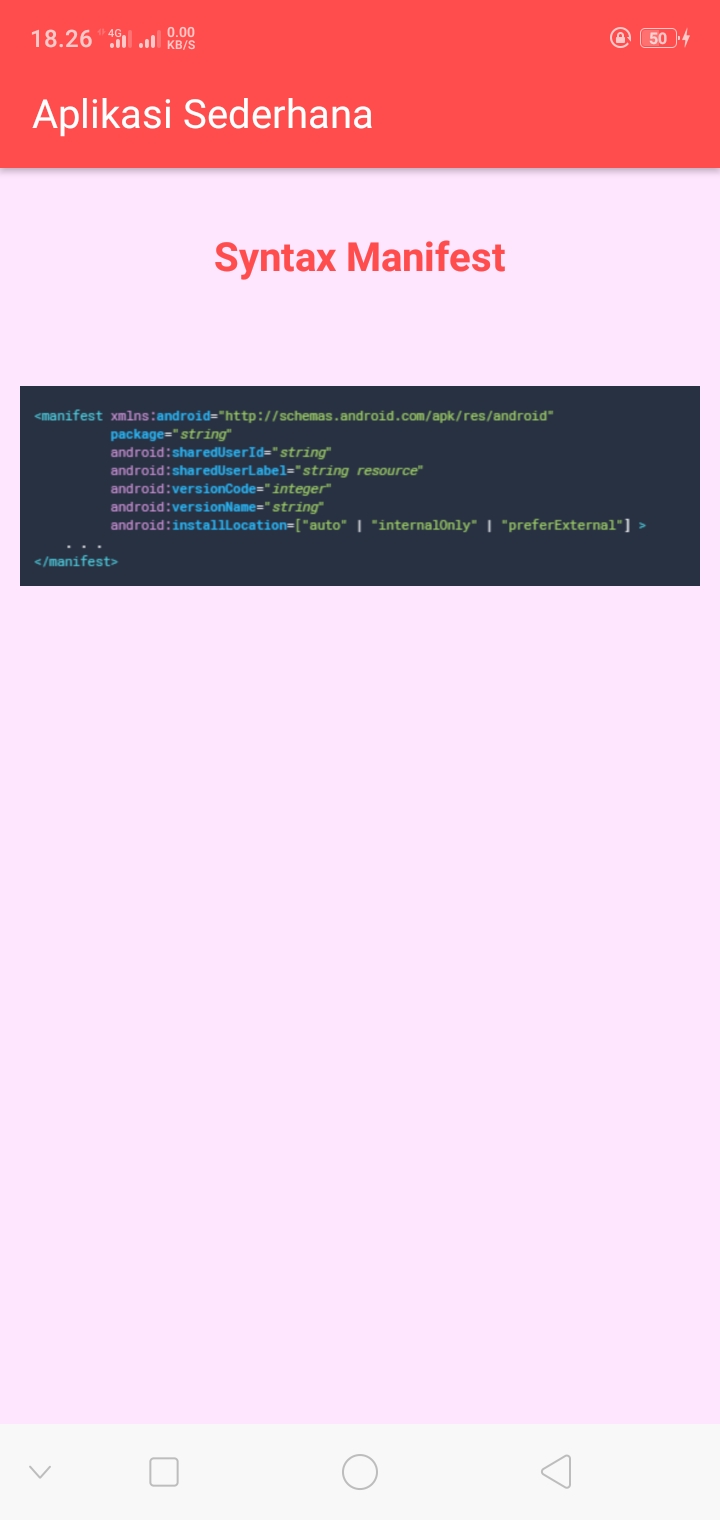 18.26 4G 0.00 KB/S 50
Aplikasi Sederhana
Syntax Manifest
<manifest xmlns:android="http://schemas.android.com/apk/res/android"
package="string"
android:sharedUserId="string"
android:sharedUserLabel="string resource"
android:versionCode="integer"
android:versionName="string"
android:installLocation=["auto" | "internalOnly" | "preferExternal"] >
. . .
</manifest>